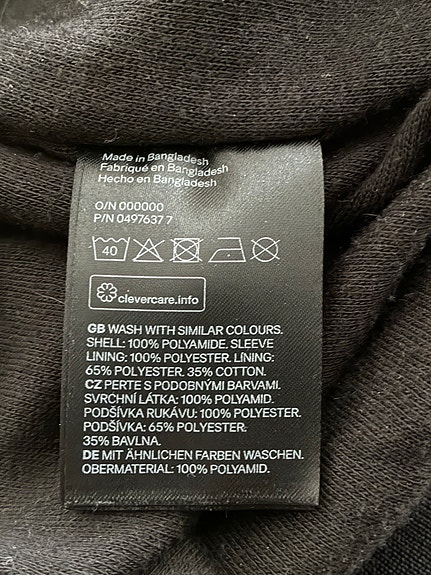 Made in Bangladesh
Fabriqué en Bangladesh
Hecho en Bangladesh
O/N 000000
P/N 0497637 7
40
clevercare.info
GB WASH WITH SIMILAR COLOURS.
SHELL: 100% POLYAMIDE. SLEEVE
LINING: 100% POLYESTER. LINING:
65% POLYESTER. 35% COTTON.
CZ PERTE S PODOBNÝMI BARVAMI.
SVRCHNÍ LÁTKA: 100% POLYAMID.
PODŠÍVKA RUKÁVU: 100% POLYESTER.
PODŠÍVKA: 65% POLYESTER.
35% BAVLNA.
DE MIT ÄHNLICHEN FARBEN WASCHEN.
OBERMATERIAL: 100% POLYAMID.